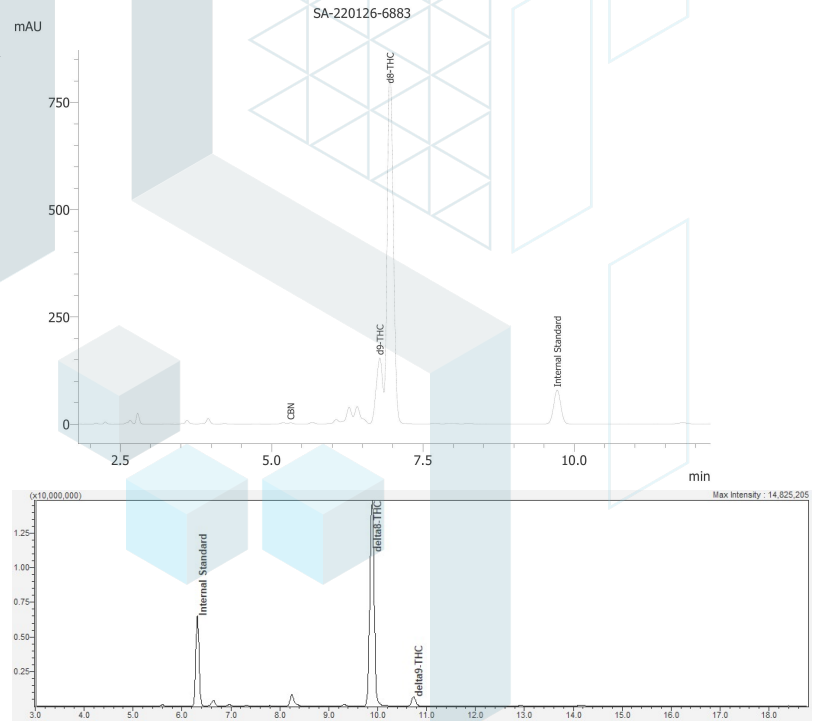 SA-220126-6883
mAU
d8-THC
750
500
250
d9-THC
Internal Standard
CBN
0
2.5 5.0 7.5 10.0
min
(x10,000,000) Max Intensity : 14,825,205
delta8-THC
1.25
Internal Standard
1.00
0.75
0.50
delta9-THC
0.25
3.0 4.0 5.0 6.0 7.0 8.0 9.0 10.0 11.0 12.0 13.0 14.0 15.0 16.0 17.0 18.0